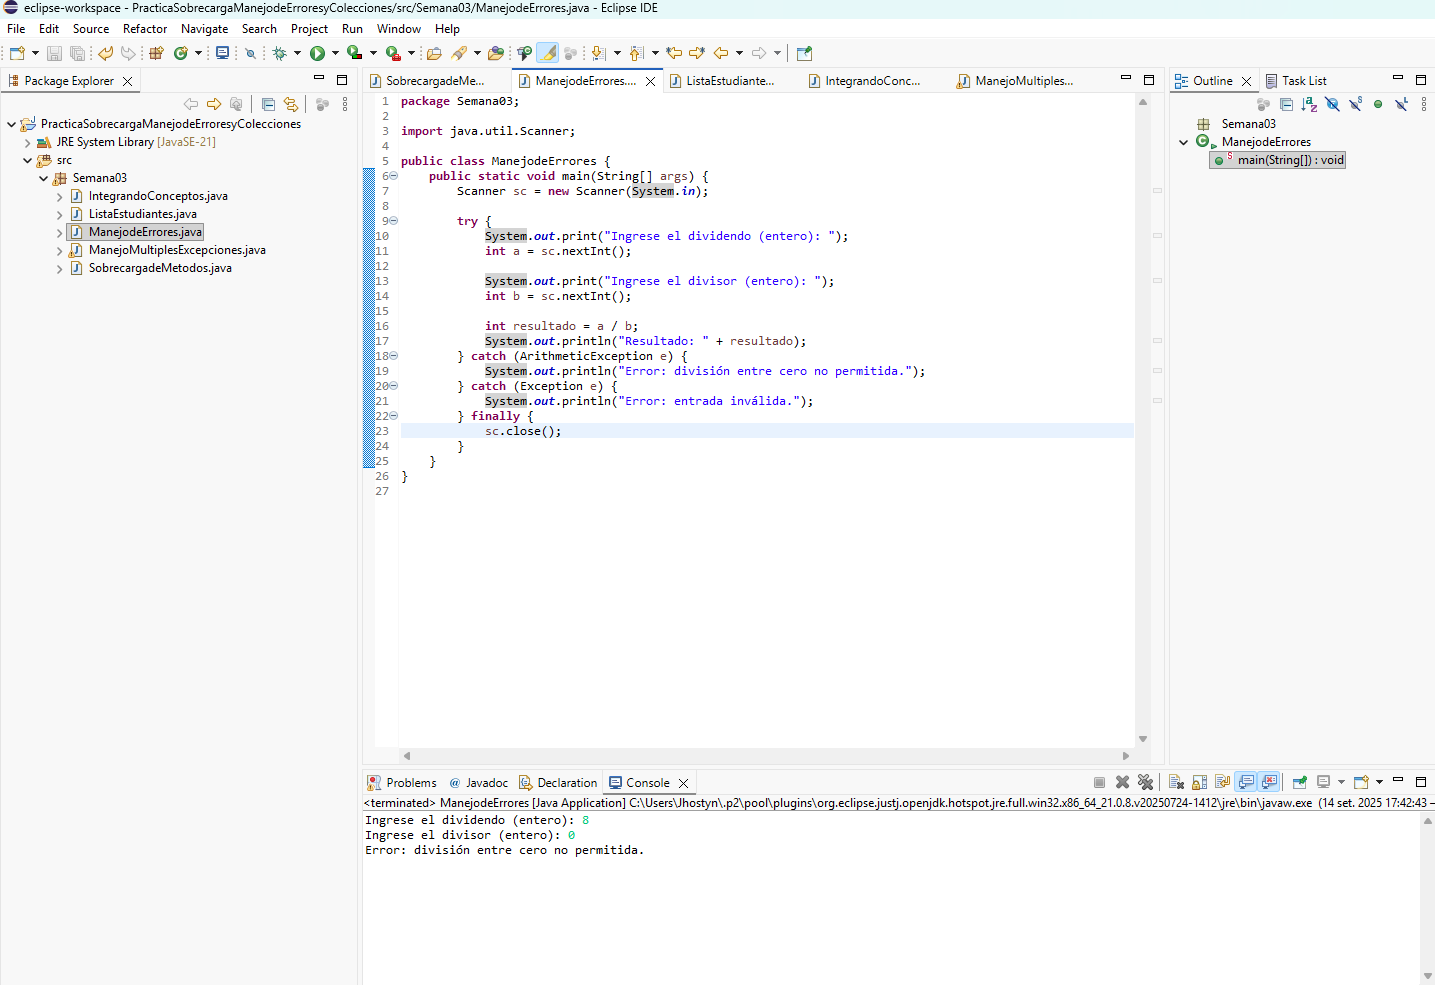 eclipse-workspace - PracticaSobrecargaManejodeErroresyColecciones/src/Semana03/ManejodeErrores.java - Eclipse IDE
File Edit Source Refactor Navigate Search Project Run Window Help
Package Explorer
PracticaSobrecargaManejodeErroresyColecciones
JRE System Library [JavaSE-21]
src
Semana03
IntegrandoConceptos.java
ListaEstudiantes.java
ManejodeErrores.java
ManejoMultiplesExcepciones.java
SobrecargadeMetodos.java
SobrecargadeMe... ManejodeErrores.... ListaEstudiante... IntegrandoConc... ManejoMultiples...
1 package Semana03;
2
3 import java.util.Scanner;
4
5 public class ManejodeErrores {
6 public static void main(String[] args) {
7 Scanner sc = new Scanner(System.in);
8
9 try {
10 System.out.print("Ingrese el dividendo (entero): ");
11 int a = sc.nextInt();
12
13 System.out.print("Ingrese el divisor (entero): ");
14 int b = sc.nextInt();
15
16 int resultado = a / b;
17 System.out.println("Resultado: " + resultado);
18 } catch (ArithmeticException e) {
19 System.out.println("Error: división entre cero no permitida.");
20 } catch (Exception e) {
21 System.out.println("Error: entrada inválida.");
22 } finally {
23 sc.close();
24 }
25 }
26 }
27
Outline Task List
Semana03
ManejodeErrores
main(String[]) : void
Problems Javadoc Declaration Console
<terminated> ManejodeErrores [Java Application] C:\Users\Jhostyn\.p2\pool\plugins\org.eclipse.justj.openjdk.hotspot.jre.full.win32.x86_64_21.0.8.v20250724-1412\jre\bin\javaw.exe (14 set. 2025 17:42:43 –
Ingrese el dividendo (entero): 8
Ingrese el divisor (entero): 0
Error: división entre cero no permitida.